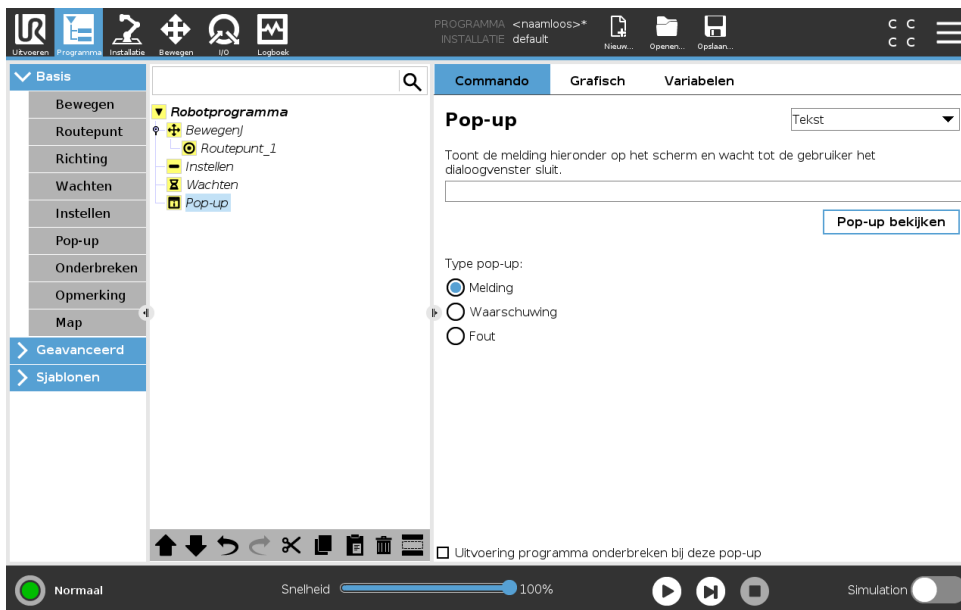 PROGRAMMA <naamloos>*
INSTALLATIE default
UR
Uitvoeren Programma Installatie Bewegen I/O Logboek
Nieuw... Openen... Opslaan...
C C
C C
Basis
Bewegen
Routepunt
Richting
Wachten
Instellen
Pop-up
Onderbreken
Opmerking
Map
Geavanceerd
Sjablonen
Robotprogramma
BewegenJ
Routepunt_1
Instellen
Wachten
Pop-up
Commando Grafisch Variabelen
Pop-up
Tekst
Toont de melding hieronder op het scherm en wacht tot de gebruiker het
dialoogvenster sluit.
Pop-up bekijken
Type pop-up:
Melding
Waarschuwing
Fout
Uitvoering programma onderbreken bij deze pop-up
Normaal
Snelheid 100%
Simulation